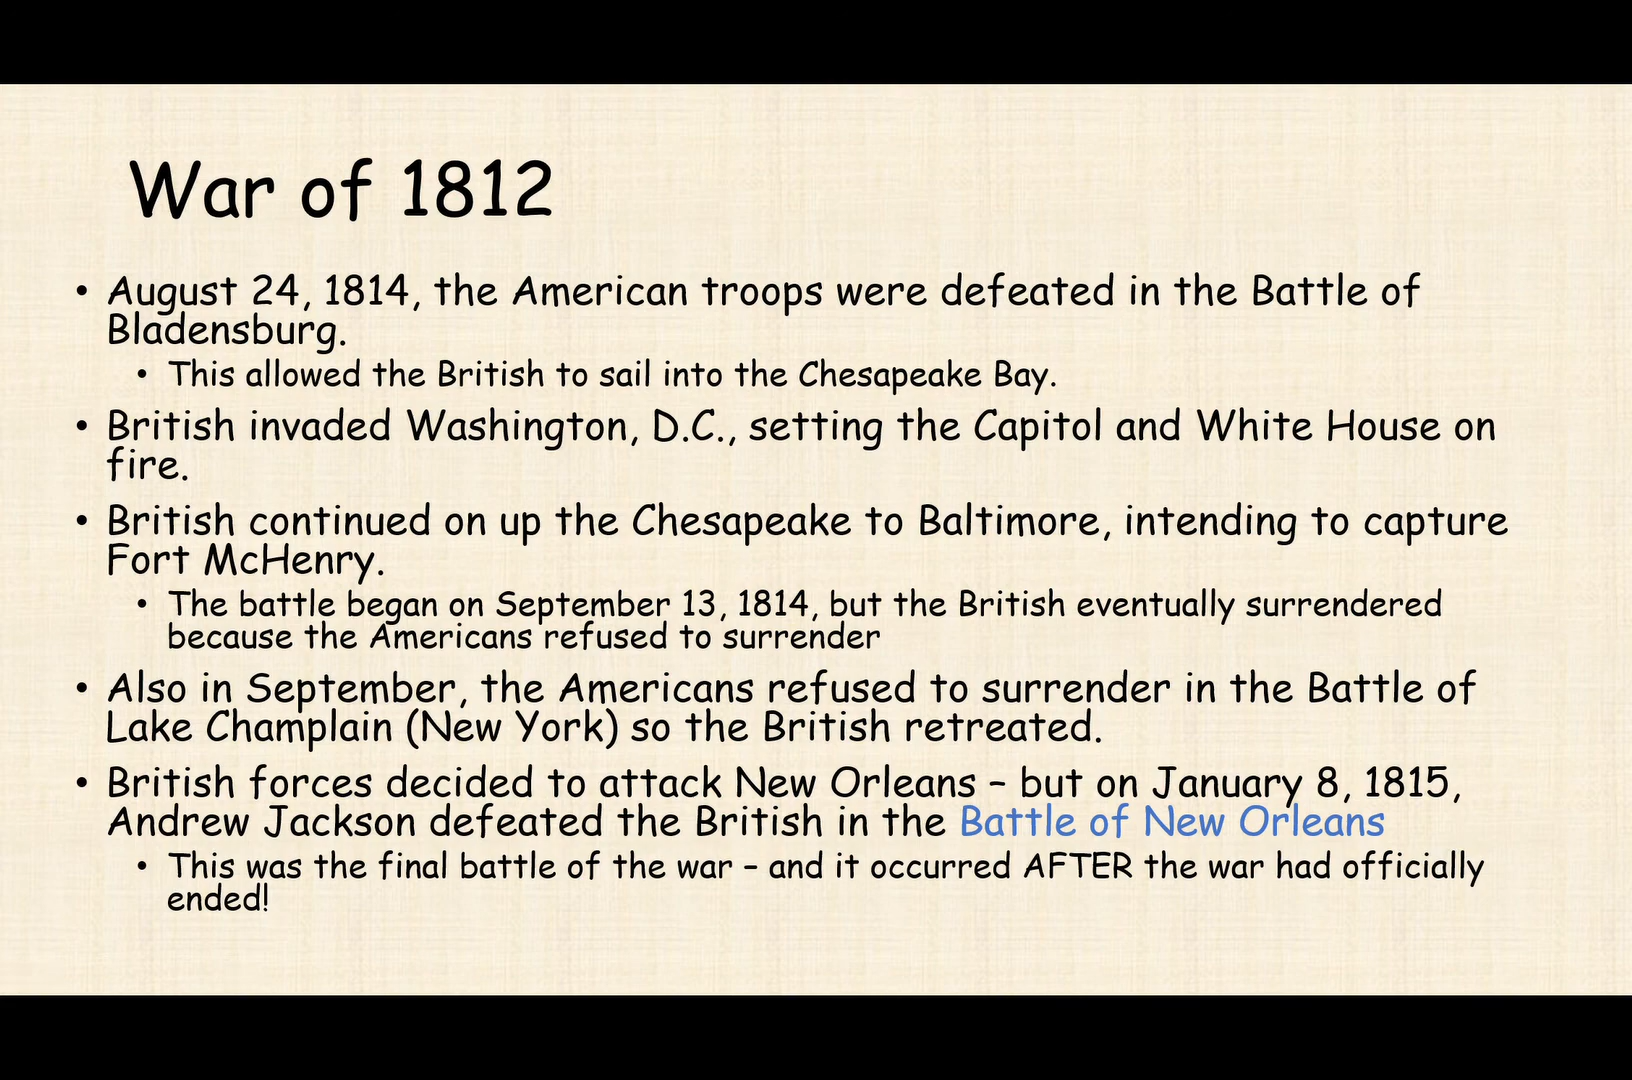 War of 1812
• August 24, 1814, the American troops were defeated in the Battle of
Bladensburg.
• This allowed the British to sail into the Chesapeake Bay.
• British invaded Washington, D.C., setting the Capitol and White House on
fire.
• British continued on up the Chesapeake to Baltimore, intending to capture
Fort McHenry.
• The battle began on September 13, 1814, but the British eventually surrendered
because the Americans refused to surrender
• Also in September, the Americans refused to surrender in the Battle of
Lake Champlain (New York) so the British retreated.
• British forces decided to attack New Orleans – but on January 8, 1815,
Andrew Jackson defeated the British in the Battle of New Orleans
• This was the final battle of the war – and it occurred AFTER the war had officially
ended!